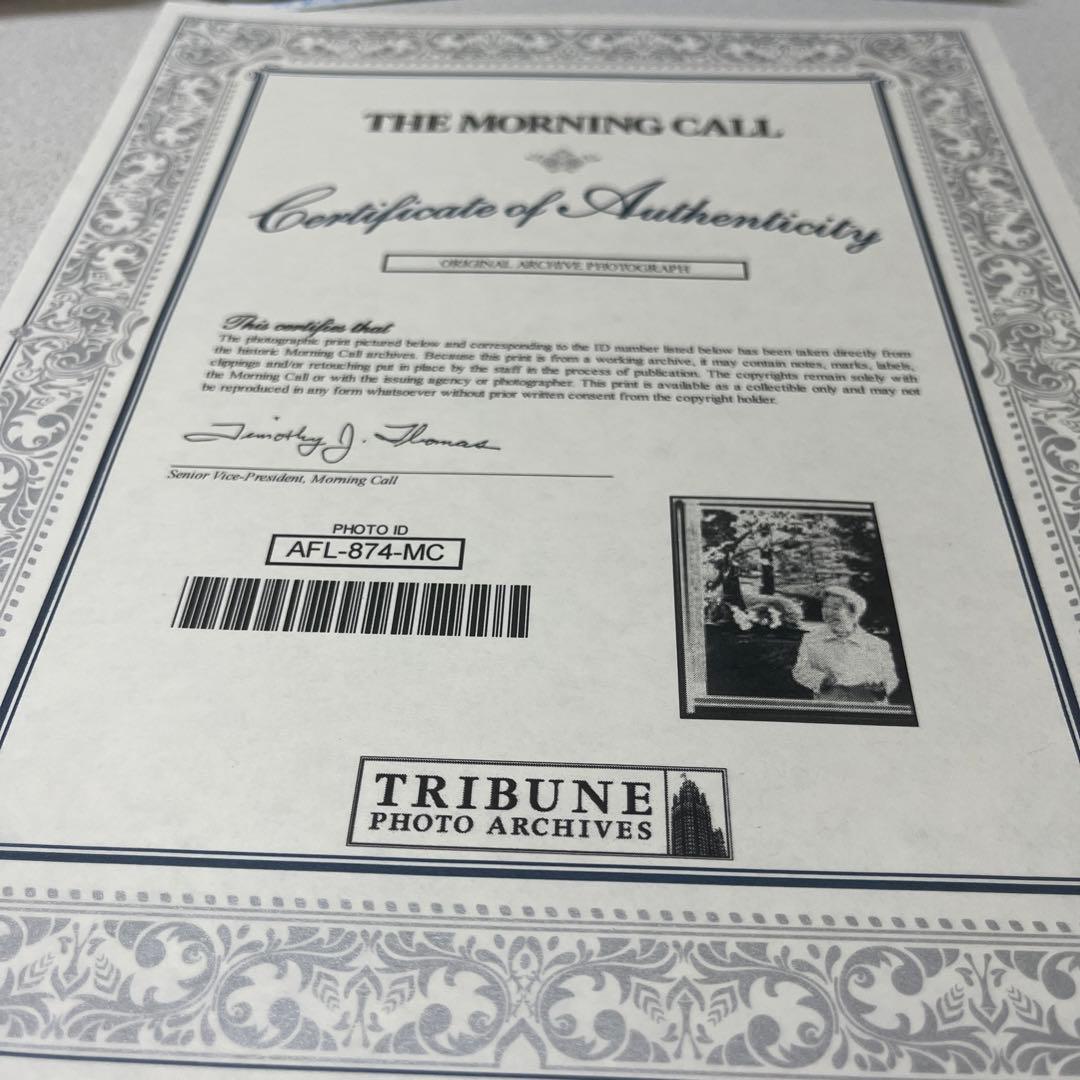 THE MORNING CALL
Certificate of Authenticity
ORIGINAL ARCHIVE PHOTOGRAPH
This certifies that
The photographic print pictured below and corresponding to the ID number listed below has been taken directly from
the historic Morning Call archives. Because this print is from a working archive, it may contain notes, marks, labels,
clippings and/or retouching put in place by the staff in the process of publication. The copyrights remain solely with
the Morning Call or with the issuing agency or photographer. This print is available as a collectible only and may not
be reproduced in any form whatsoever without prior written consent from the copyright holder.
Timothy J. Thomas
Senior Vice-President, Morning Call
PHOTO ID
AFL-874-MC
TRIBUNE
PHOTO ARCHIVES